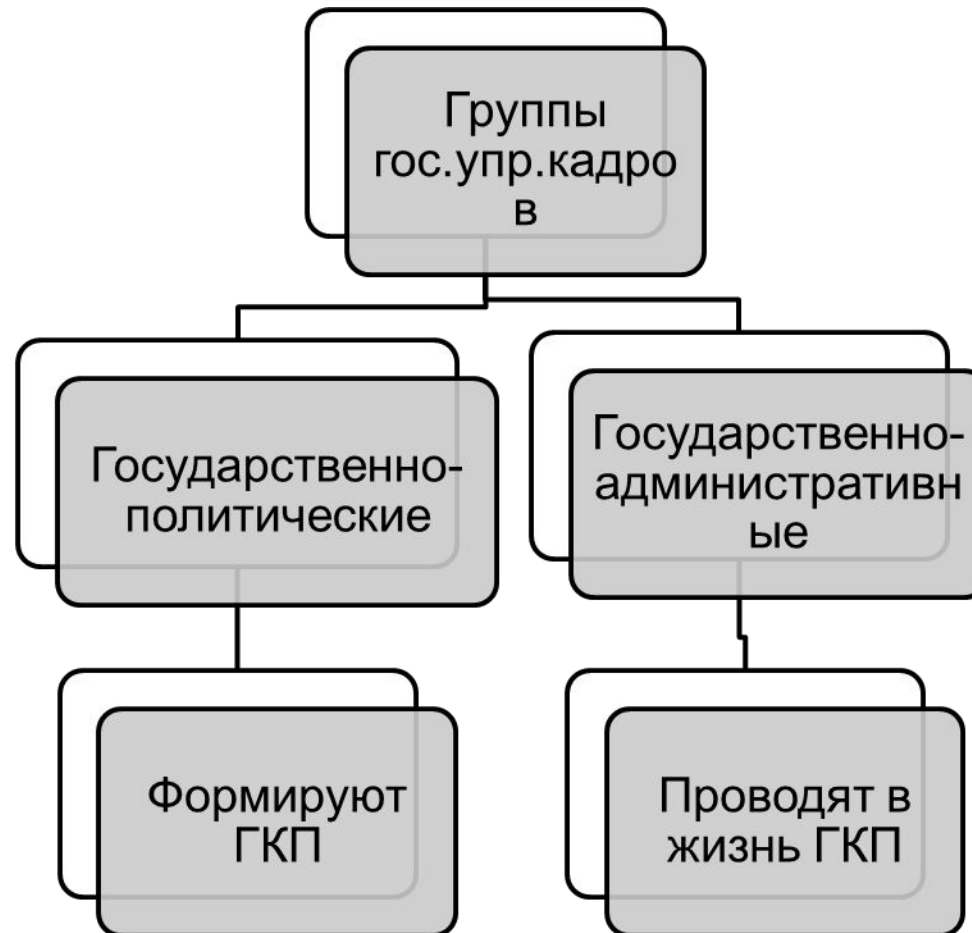 Группы
гос.упр.кадро
в
Государственно-
политические
Государственно-
административн
ые
Формируют
ГКП
Проводят в
жизнь ГКП